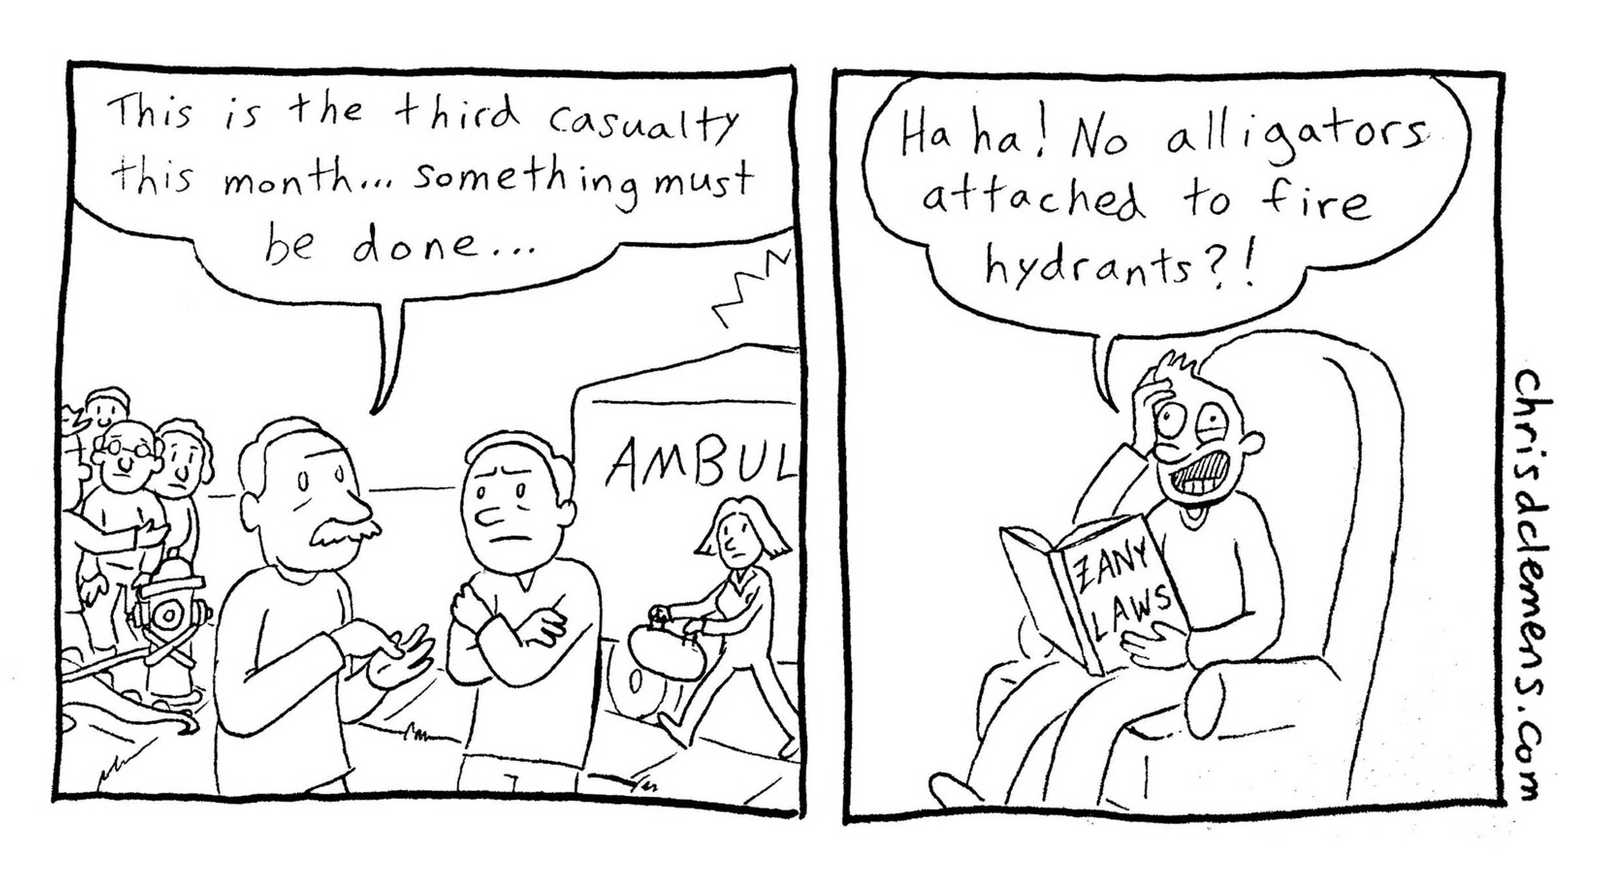 This is the third casualty
this month... something must
be done...
AMBUL
Ha ha! No alligators
attached to fire
hydrants?!
ZANY
LAWS
chrisdclemens.com